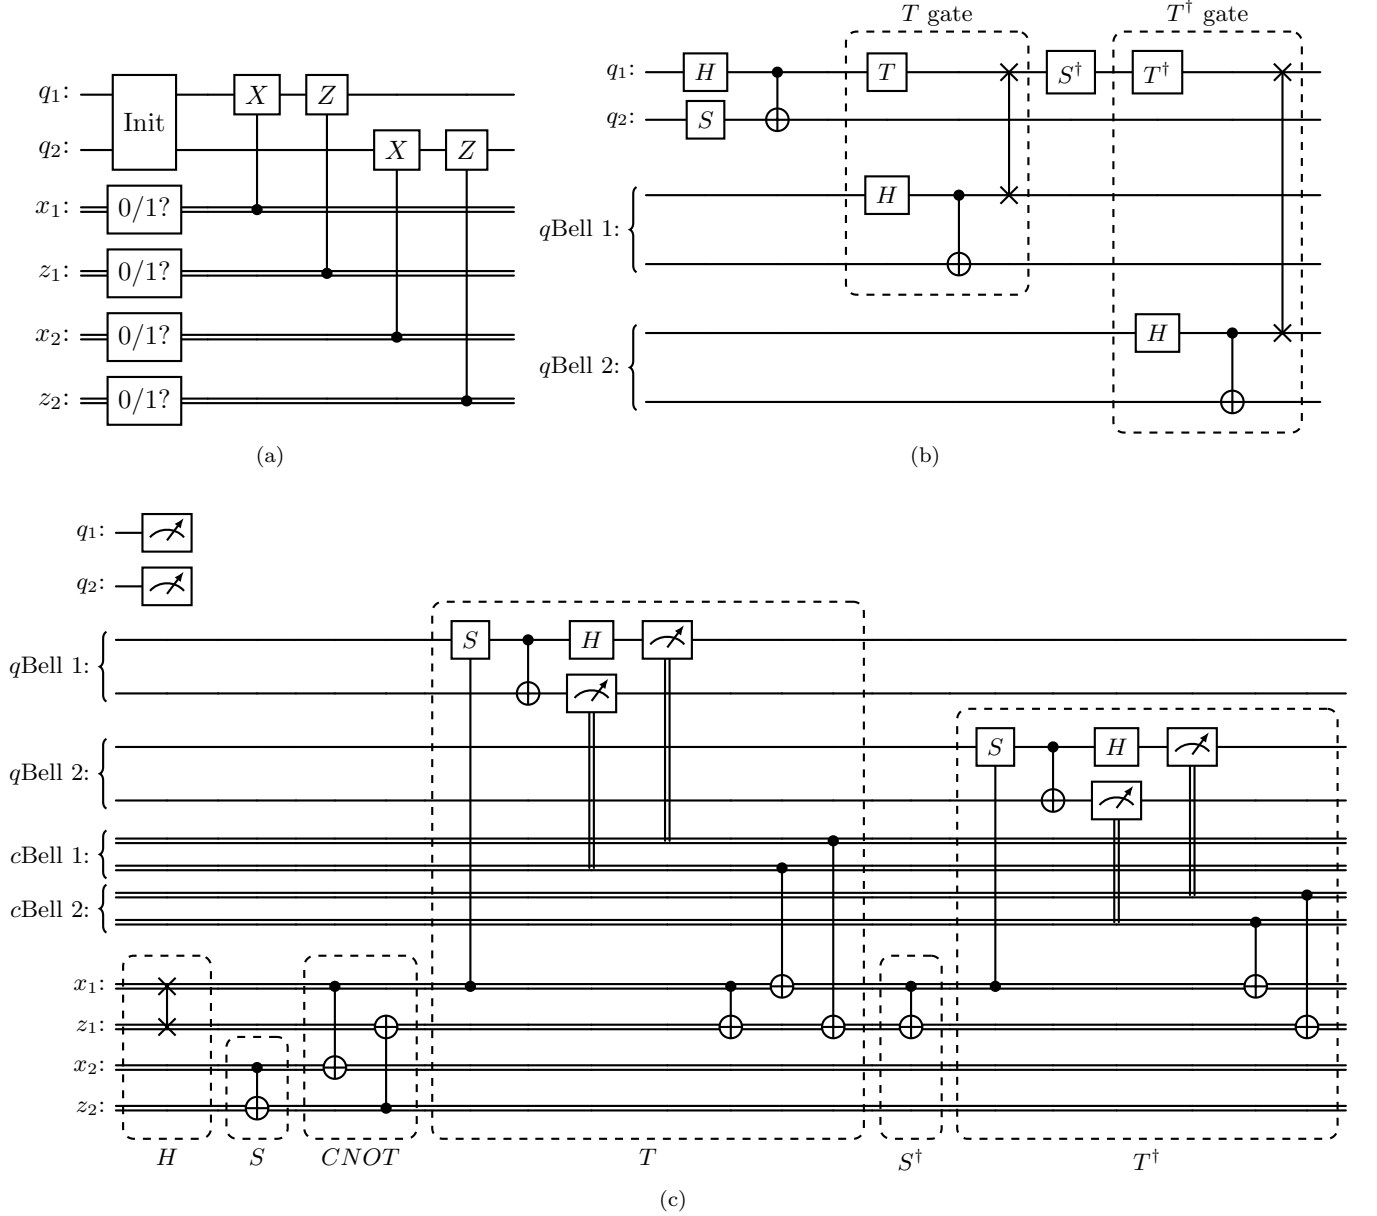 T gate
T† gate
q₁: H T S† T†
q₂: S
qBell 1: H
qBell 2: H
q₁: Init X Z
q₂: X Z
x₁: 0/1?
z₁: 0/1?
x₂: 0/1?
z₂: 0/1?
(a)
(b)
q₁:
q₂:
qBell 1: S H
qBell 2: S H
cBell 1:
cBell 2:
x₁:
z₁:
x₂:
z₂:
H S CNOT T S† T†
(c)